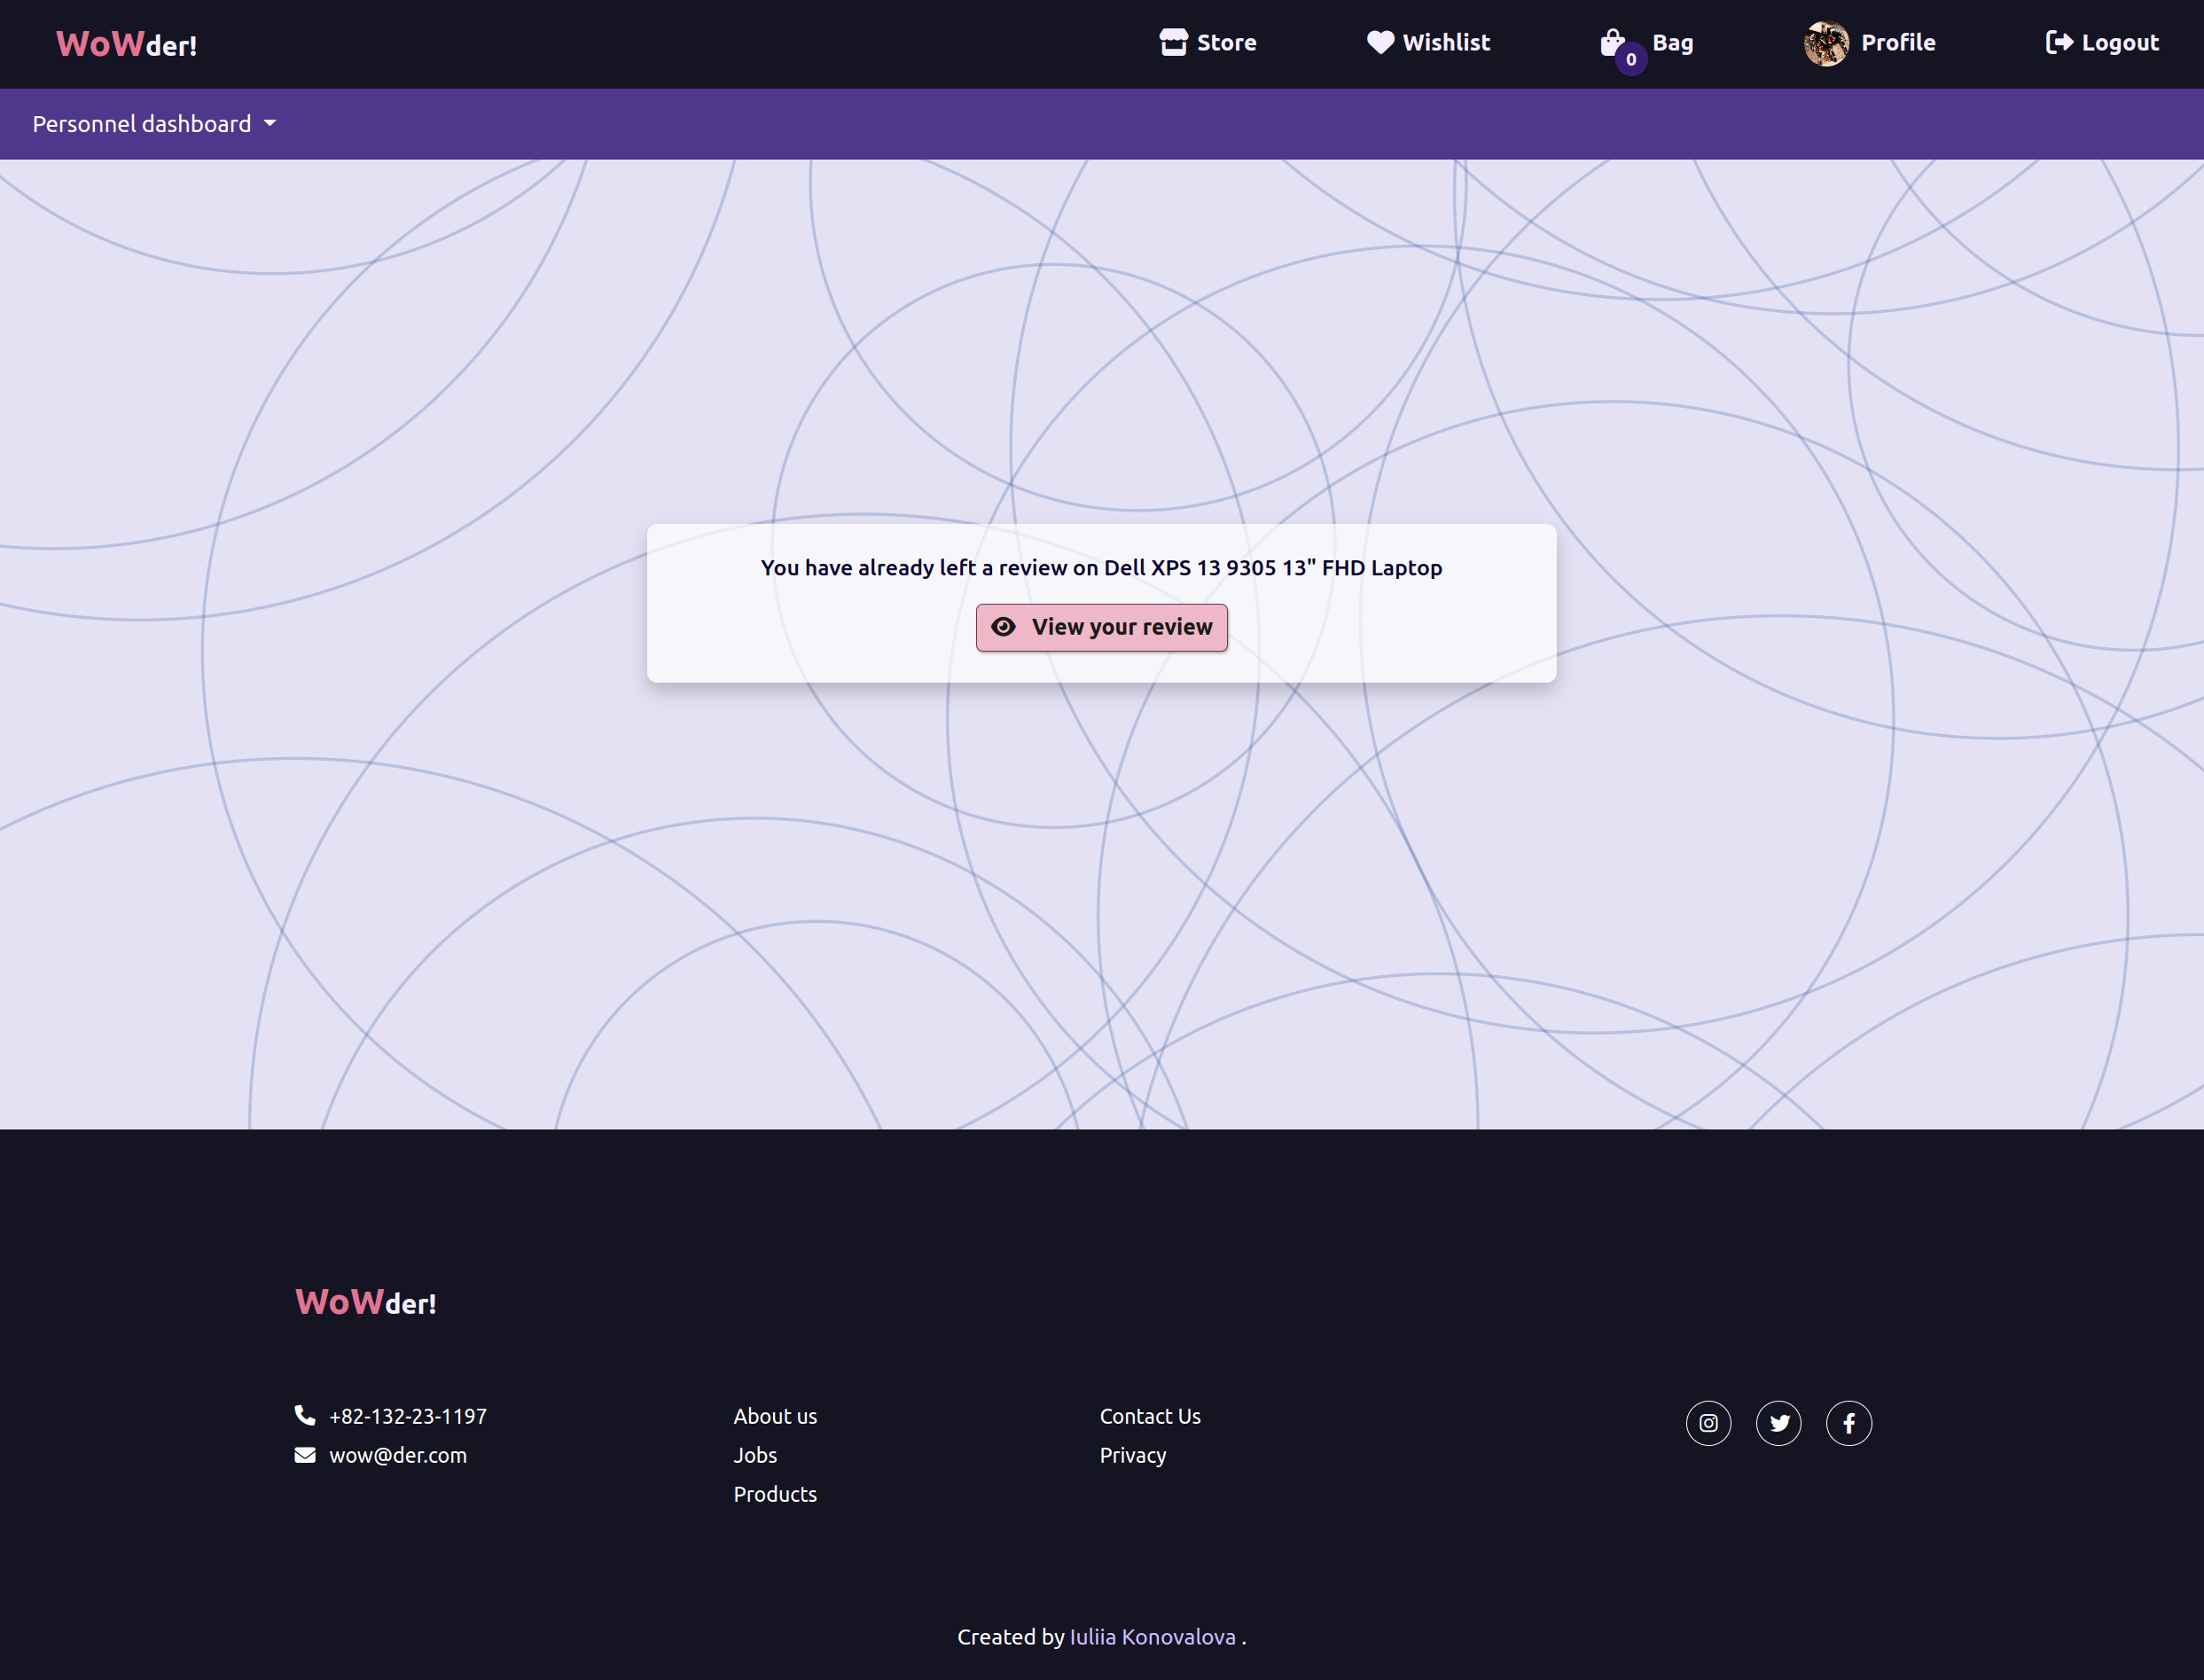 WoWder!
Store
Wishlist
0
Bag
Profile
Logout
Personnel dashboard
You have already left a review on Dell XPS 13 9305 13" FHD Laptop
View your review
WoWder!
+82-132-23-1197
wow@der.com
About us
Jobs
Products
Contact Us
Privacy
Created by Iuliia Konovalova .